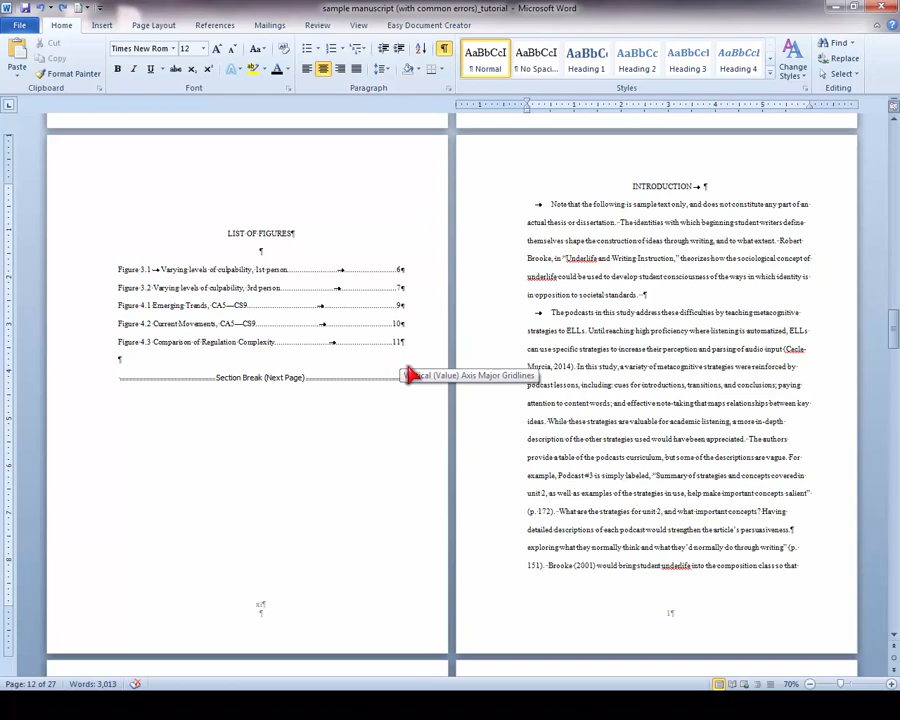 sample manuscript (with common errors)_tutorial - Microsoft Word
File Home Insert Page Layout References Mailings Review View Easy Document Creator
Cut
Copy
Format Painter
Paste
Clipboard
Times New Rom 12
Font
Paragraph
AaBbCcI AaBbCcI AaBbC AaBbCc AaBbCcI AaBbCcI
¶ Normal ¶ No Spaci... Heading 1 Heading 2 Heading 3 Heading 4
Styles
Change
Styles
Find
Replace
Select
Editing
LIST OF FIGURES¶
¶
Figure 3.1 → Varying levels of culpability, 1st person → 6¶
Figure 3.2 Varying levels of culpability, 3rd person → 7¶
Figure 4.1 Emerging Trends, CA5—CS9 → 9¶
Figure 4.2 Current Movements, CA5—CS9 → 10¶
Figure 4.3 Comparison of Regulation Complexity → 11¶
¶
Section Break (Next Page)
(Value) Axis Major Gridlines
xi¶
¶
INTRODUCTION → ¶
→ Note that the following is sample text only, and does not constitute any part of an
actual thesis or dissertation. The identities with which beginning student writers define
themselves shape the construction of ideas through writing, and to what extent. Robert
Brooke, in “Underlife and Writing Instruction,” theorizes how the sociological concept of
underlife could be used to develop student consciousness of the ways in which identity is
in opposition to societal standards. ¶
→ The podcasts in this study address these difficulties by teaching metacognitive
strategies to ELLs. Until reaching high proficiency where listening is automatized, ELLs
can use specific strategies to increase their perception and parsing of audio input (Cecle-
Murcia, 2014). In this study, a variety of metacognitive strategies were reinforced by
podcast lessons, including: cues for introductions, transitions, and conclusions; paying
attention to content words; and effective note-taking that maps relationships between key
ideas. While these strategies are valuable for academic listening, a more in-depth
description of the other strategies used would have been appreciated. The authors
provide a table of the podcasts curriculum, but some of the descriptions are vague. For
example, Podcast #3 is simply labeled, “Summary of strategies and concepts covered in
unit 2, as well as examples of the strategies in use, help make important concepts salient”
(p. 172). What are the strategies for unit 2, and what important concepts? Having
detailed descriptions of each podcast would strengthen the article’s persuasiveness.¶
exploring what they normally think and what they’d normally do through writing” (p.
151). Brooke (2001) would bring student underlife into the composition class so that
1¶
Page: 12 of 27 Words: 3,013 70%